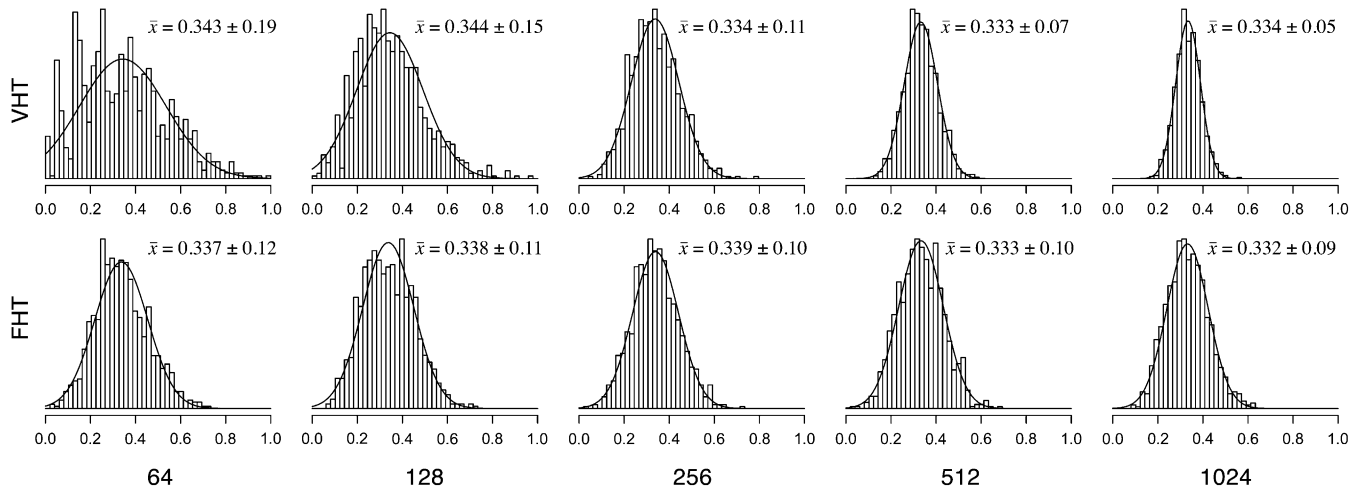 VHT
x̄ = 0.343 ± 0.19
x̄ = 0.344 ± 0.15
x̄ = 0.334 ± 0.11
x̄ = 0.333 ± 0.07
x̄ = 0.334 ± 0.05
0.0 0.2 0.4 0.6 0.8 1.0
0.0 0.2 0.4 0.6 0.8 1.0
0.0 0.2 0.4 0.6 0.8 1.0
0.0 0.2 0.4 0.6 0.8 1.0
0.0 0.2 0.4 0.6 0.8 1.0
FHT
x̄ = 0.337 ± 0.12
x̄ = 0.338 ± 0.11
x̄ = 0.339 ± 0.10
x̄ = 0.333 ± 0.10
x̄ = 0.332 ± 0.09
0.0 0.2 0.4 0.6 0.8 1.0
0.0 0.2 0.4 0.6 0.8 1.0
0.0 0.2 0.4 0.6 0.8 1.0
0.0 0.2 0.4 0.6 0.8 1.0
0.0 0.2 0.4 0.6 0.8 1.0
64
128
256
512
1024